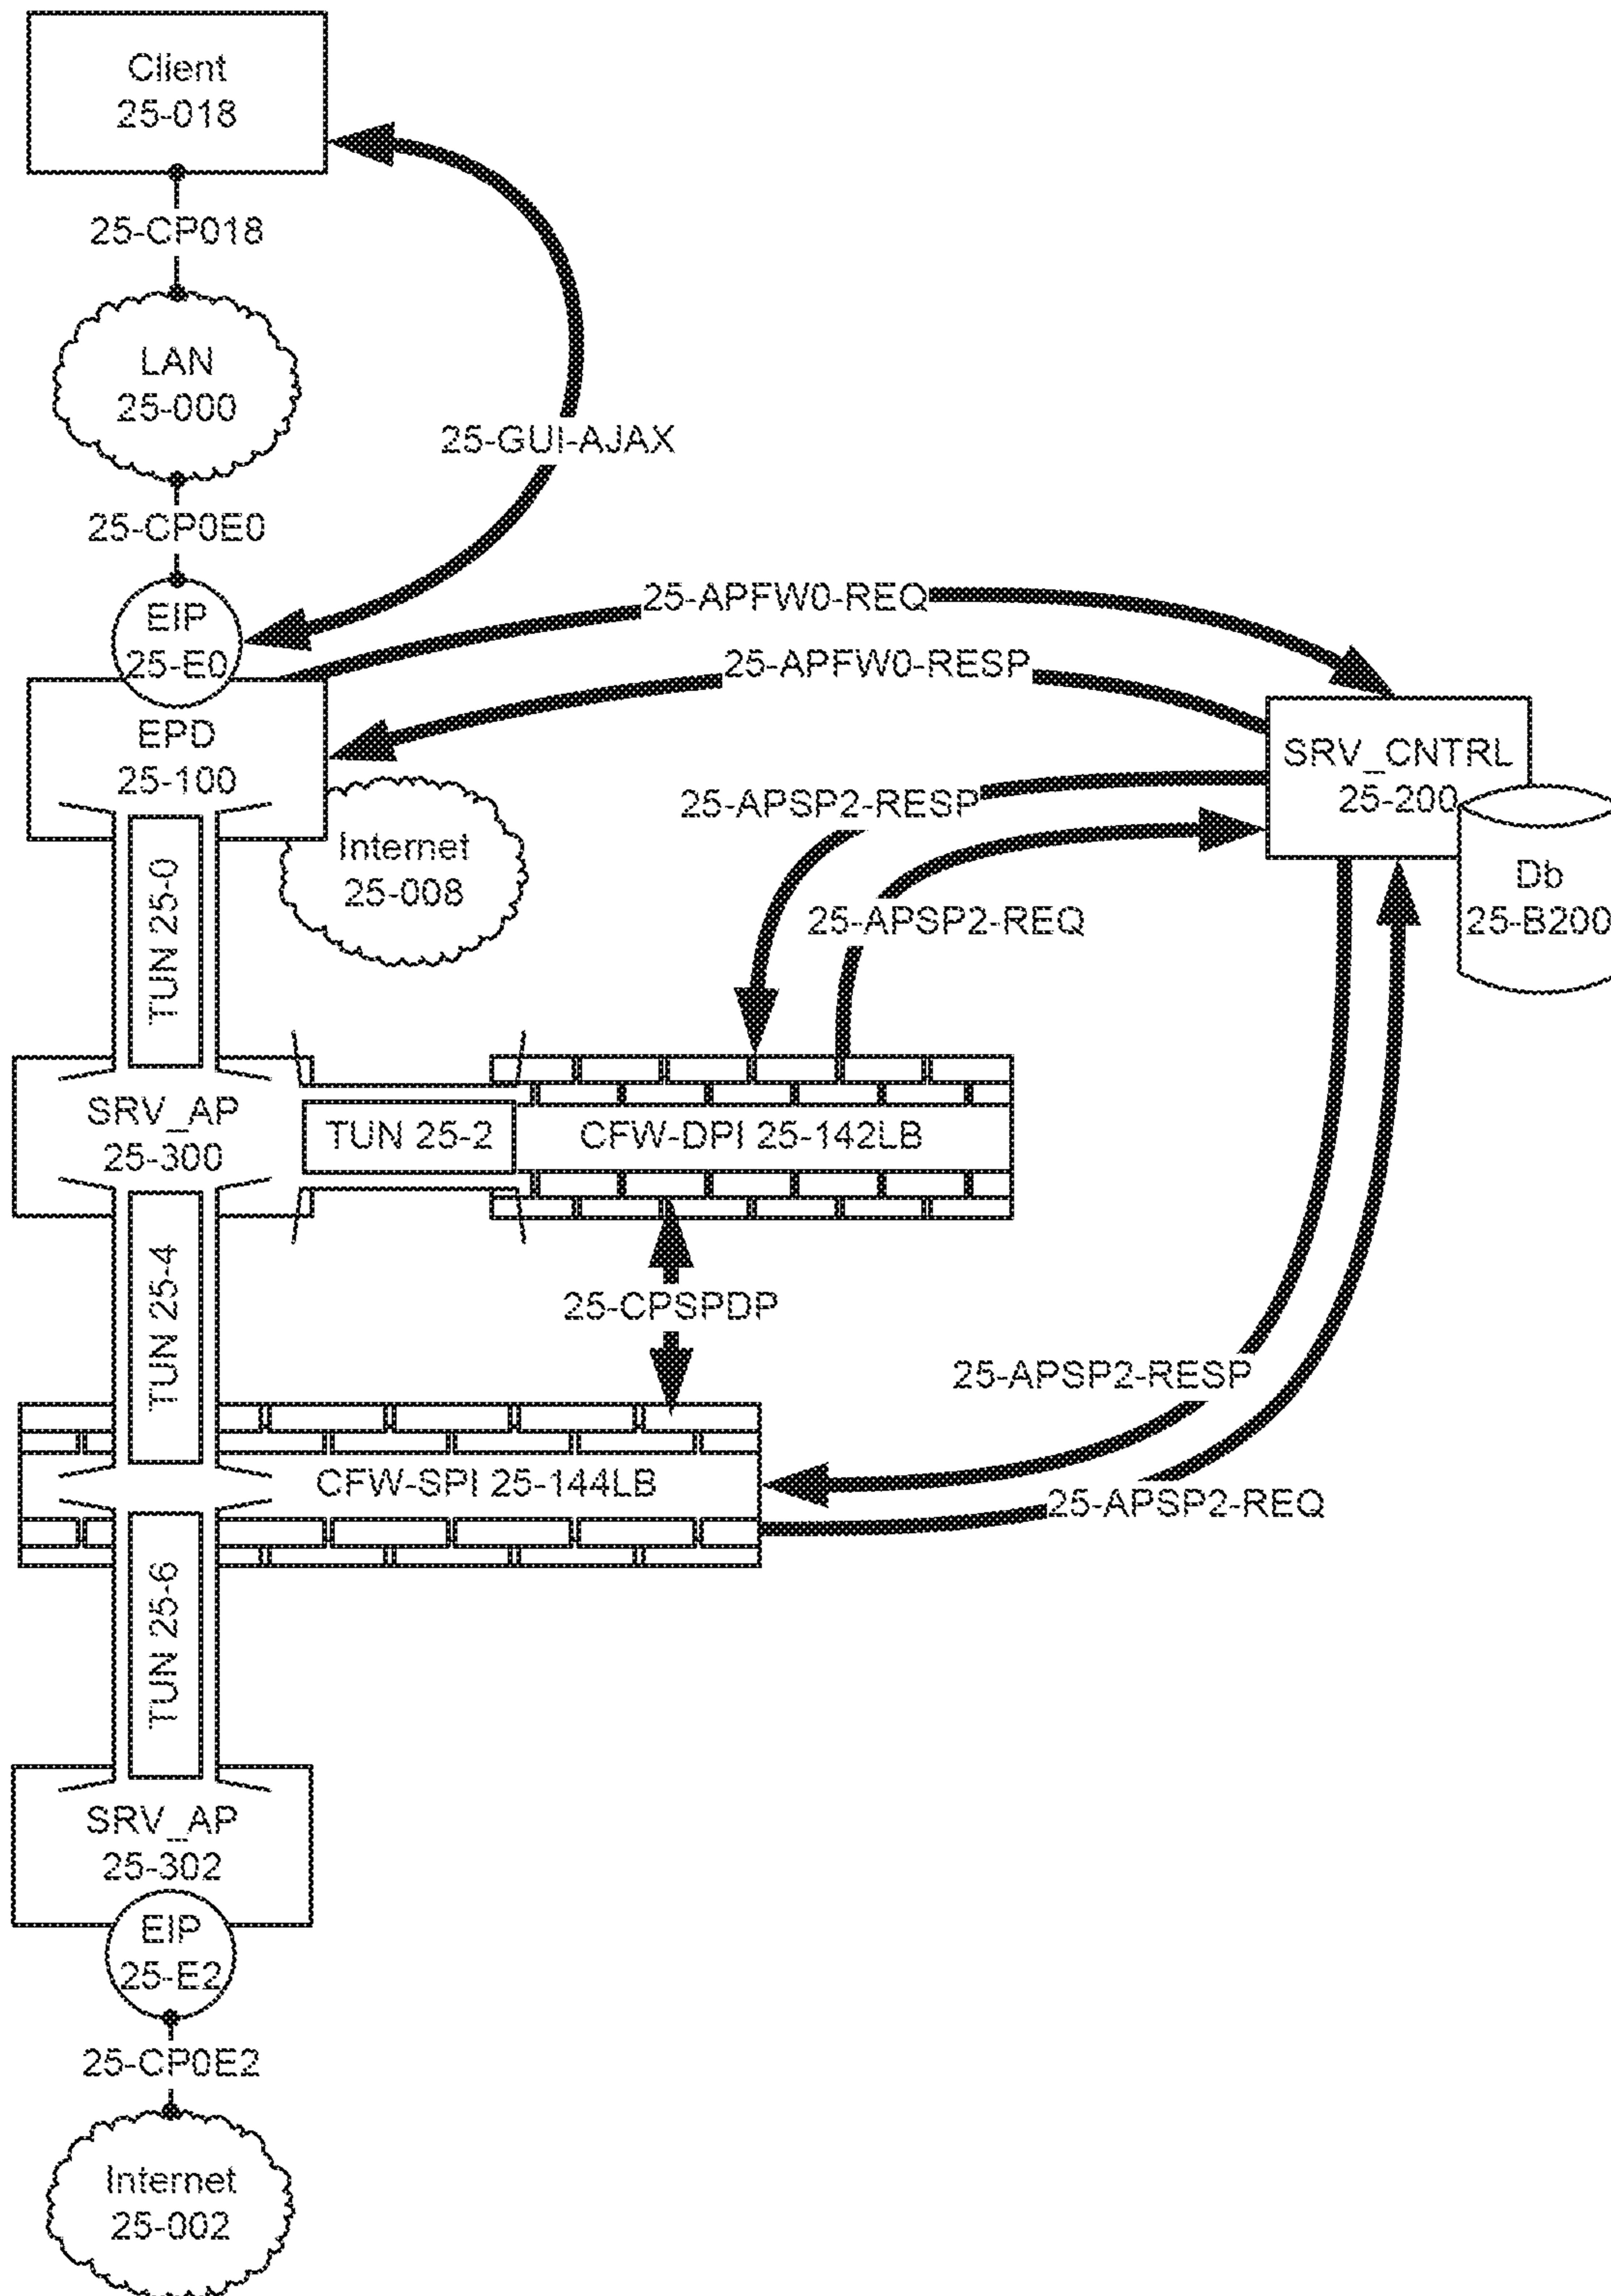 Client
25-018
25-CP018
LAN
25-000
25-GUI-AJAX
25-CP0E0
EIP
25-E0
25-APFW0-REQ
25-APFW0-RESP
EPD
25-100
SRV_CNTRL
25-200
25-APSP2-RESP
Internet
25-008
Db
25-B200
25-APSP2-REQ
TUN 25-0
SRV_AP
25-300
TUN 25-2
CFW-DPI 25-142LB
TUN 25-4
25-CPSPDP
25-APSP2-RESP
CFW-SPI 25-144LB
25-APSP2-REQ
TUN 25-6
SRV_AP
25-302
EIP
25-E2
25-CP0E2
Internet
25-002